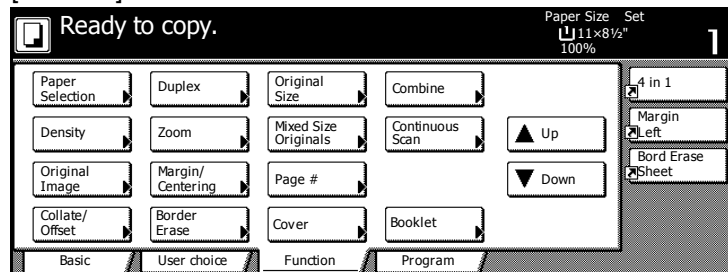 Ready to copy.
Paper Size Set
11×8½"
100%
1
Paper
Selection
Duplex
Original
Size
Combine
4 in 1
Density
Zoom
Mixed Size
Originals
Continuous
Scan
Up
Margin
Left
Original
Image
Margin/
Centering
Page #
Down
Bord Erase
Sheet
Collate/
Offset
Border
Erase
Cover
Booklet
Basic
User choice
Function
Program